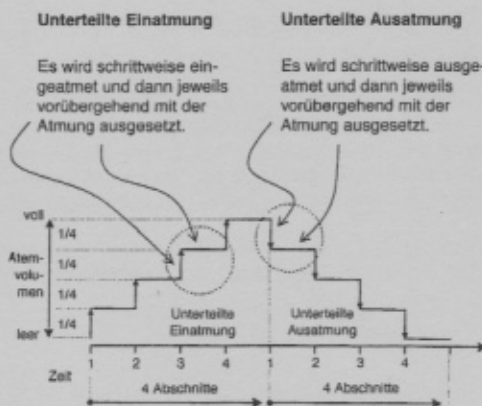 Unterteilte Einatmung
Es wird schrittweise ein-
geatmet und dann jeweils
vorübergehend mit der
Atmung ausgesetzt.
Unterteilte Ausatmung
Es wird schrittweise ausge-
atmet und dann jeweils
vorübergehend mit der
Atmung ausgesetzt.
voll
1/4
Atem-
volu-
men
1/4
1/4
1/4
leer
Unterteilte
Einatmung
Unterteilte
Ausatmung
1 2 3 4 1 2 3 4
Zeit
4 Abschnitte
4 Abschnitte